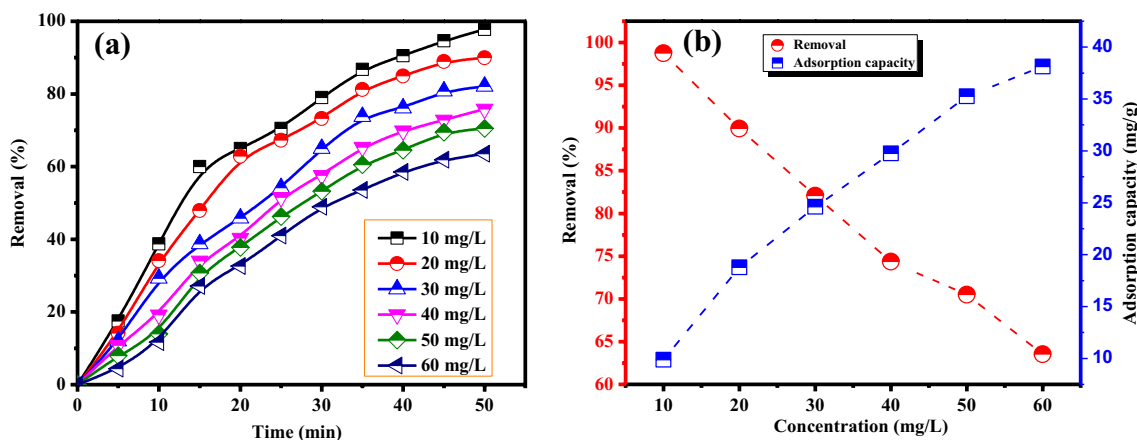 (a)
Removal (%)
100
80
60
40
20
0
0 10 20 30 40 50
Time (min)
10 mg/L
20 mg/L
30 mg/L
40 mg/L
50 mg/L
60 mg/L
(b)
Removal
Adsorption capacity
Removal (%)
100
95
90
85
80
75
70
65
60
10 20 30 40 50 60
Concentration (mg/L)
40
35
30
25
20
15
10
Adsorption capacity (mg/g)